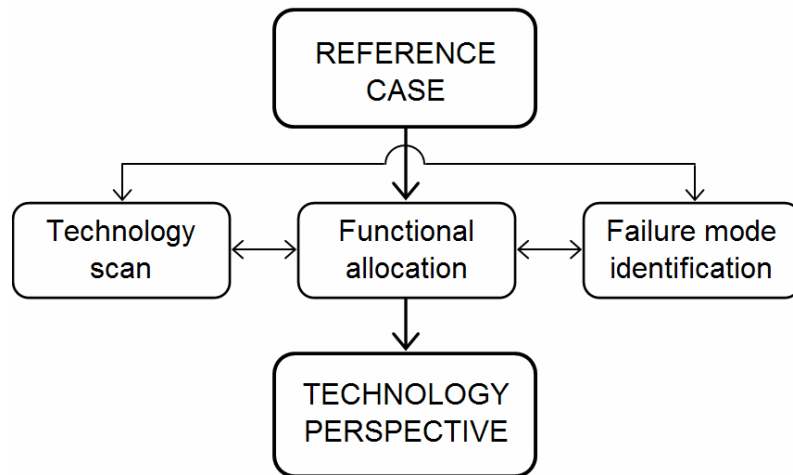 REFERENCE
CASE
Technology
scan
Functional
allocation
Failure mode
identification
TECHNOLOGY
PERSPECTIVE